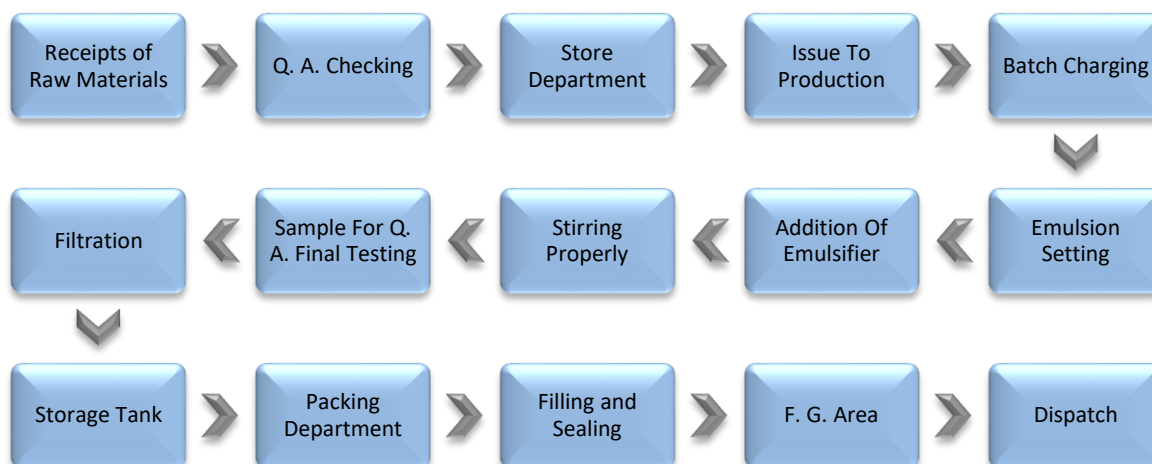 Receipts of
Raw Materials
Q. A. Checking
Store
Department
Issue To
Production
Batch Charging
Emulsion
Setting
Addition Of
Emulsifier
Stirring
Properly
Sample For Q.
A. Final Testing
Filtration
Storage Tank
Packing
Department
Filling and
Sealing
F. G. Area
Dispatch